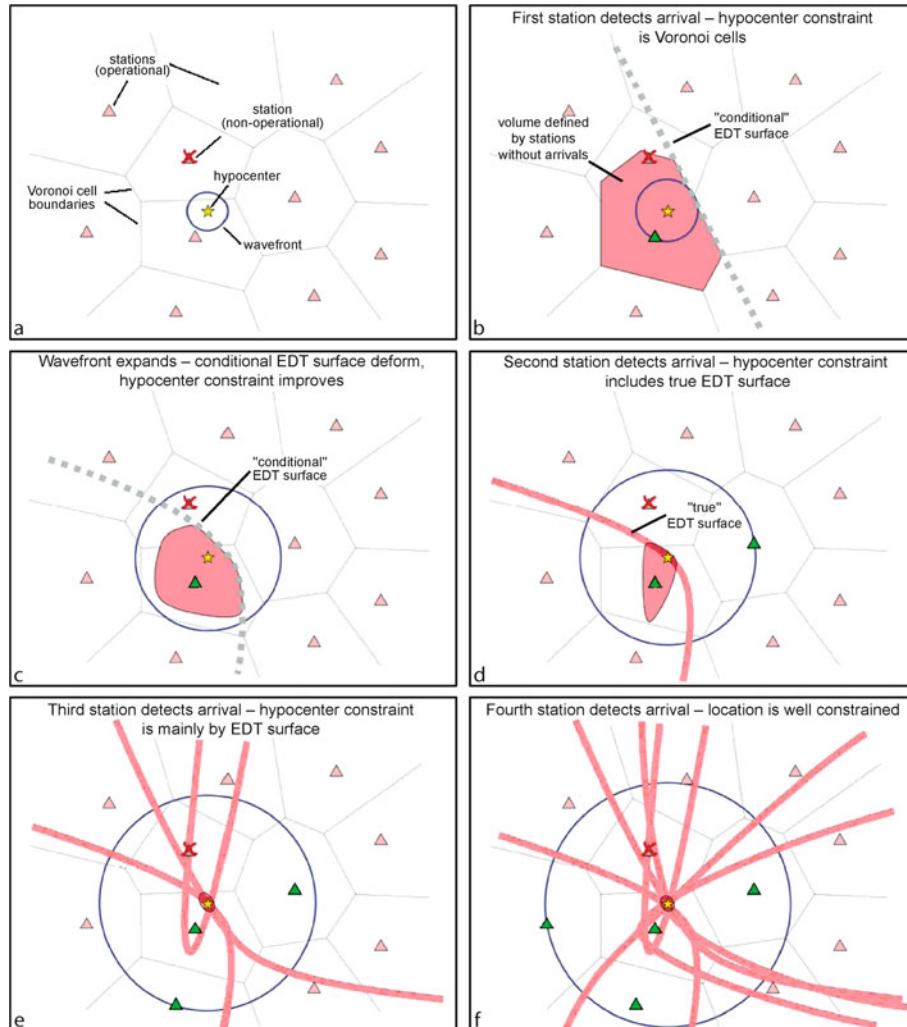 stations
(operational)
station
(non-operational)
hypocenter
Voronoi cell
boundaries
wavefront
a
First station detects arrival – hypocenter constraint
is Voronoi cells
"conditional"
EDT surface
volume defined
by stations
without arrivals
b
Wavefront expands – conditional EDT surface deform,
hypocenter constraint improves
"conditional"
EDT surface
c
Second station detects arrival – hypocenter constraint
includes true EDT surface
"true"
EDT surface
d
Third station detects arrival – hypocenter constraint
is mainly by EDT surface
e
Fourth station detects arrival – location is well constrained
f